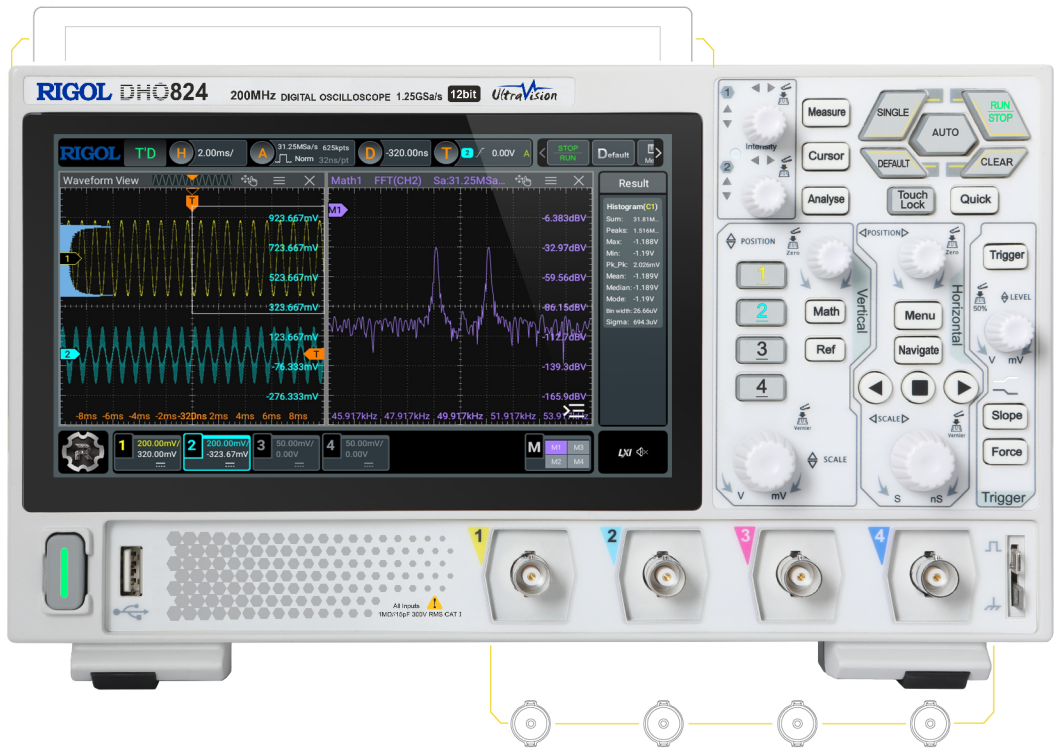 RIGOL DHO824 200MHz DIGITAL OSCILLOSCOPE 1.25GSa/s 12bit UltraVision
RIGOL T'D H 2.00ms/ A 31.25MSa/s 625kpts Norm 32ns/pt D -320.00ns T 2 0.00V A STOP RUN Default
Waveform View
T
923.667mV
723.667mV
523.667mV
323.667mV
123.667mV
-76.333mV
-276.333mV
1
2
T
-8ms -6ms -4ms -2ms -320ns 2ms 4ms 6ms 8ms
Math1 FFT(CH2) Sa:31.25MSa...
M1
-6.383dBV
-32.97dBV
-59.56dBV
-86.15dBV
-112.7dBV
-139.3dBV
-165.9dBV
45.917kHz 47.917kHz 49.917kHz 51.917kHz
Result
Histogram(C1)
Sum: 31.81M..
Peaks: 1.516M..
Max: -1.188V
Min: -1.19V
Pk_Pk: 2.026mV
Mean: -1.189V
Median: -1.189V
Mode: -1.19V
Bin width: 26.66uV
Sigma: 694.3uV
1 200.00mV/ 320.00mV
2 200.00mV/ -323.67mV
3 50.00mV/ 0.00V
4 50.00mV/ 0.00V
M M1 M3
M2 M4
LXI
1
Intensity
2
Measure
Cursor
Analyse
SINGLE
RUN
STOP
AUTO
DEFAULT
CLEAR
Touch
Lock
Quick
POSITION
Zero
1
2
3
4
Math
Ref
Vertical
Vernier
SCALE
V mV
POSITION
Zero
Horizontal
Menu
Navigate
SCALE
Vernier
S nS
Trigger
LEVEL
50%
V mV
Slope
Force
Trigger
1
2
3
4
All Inputs
1MΩ//15pF 300V RMS CAT I